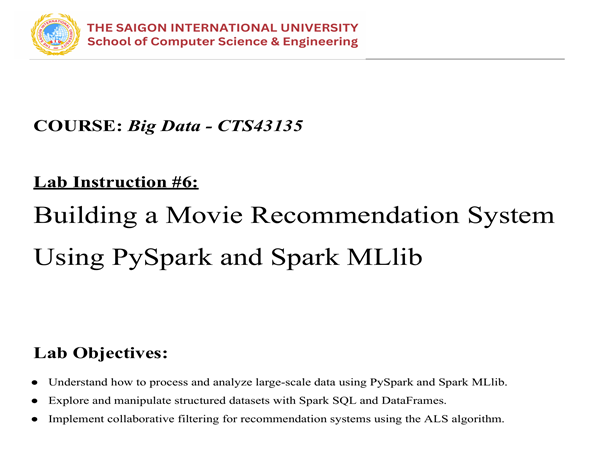 THE SAIGON INTERNATIONAL UNIVERSITY
School of Computer Science & Engineering
COURSE: Big Data - CTS43135
Lab Instruction #6:
Building a Movie Recommendation System
Using PySpark and Spark MLlib
Lab Objectives:
● Understand how to process and analyze large-scale data using PySpark and Spark MLlib.
● Explore and manipulate structured datasets with Spark SQL and DataFrames.
● Implement collaborative filtering for recommendation systems using the ALS algorithm.